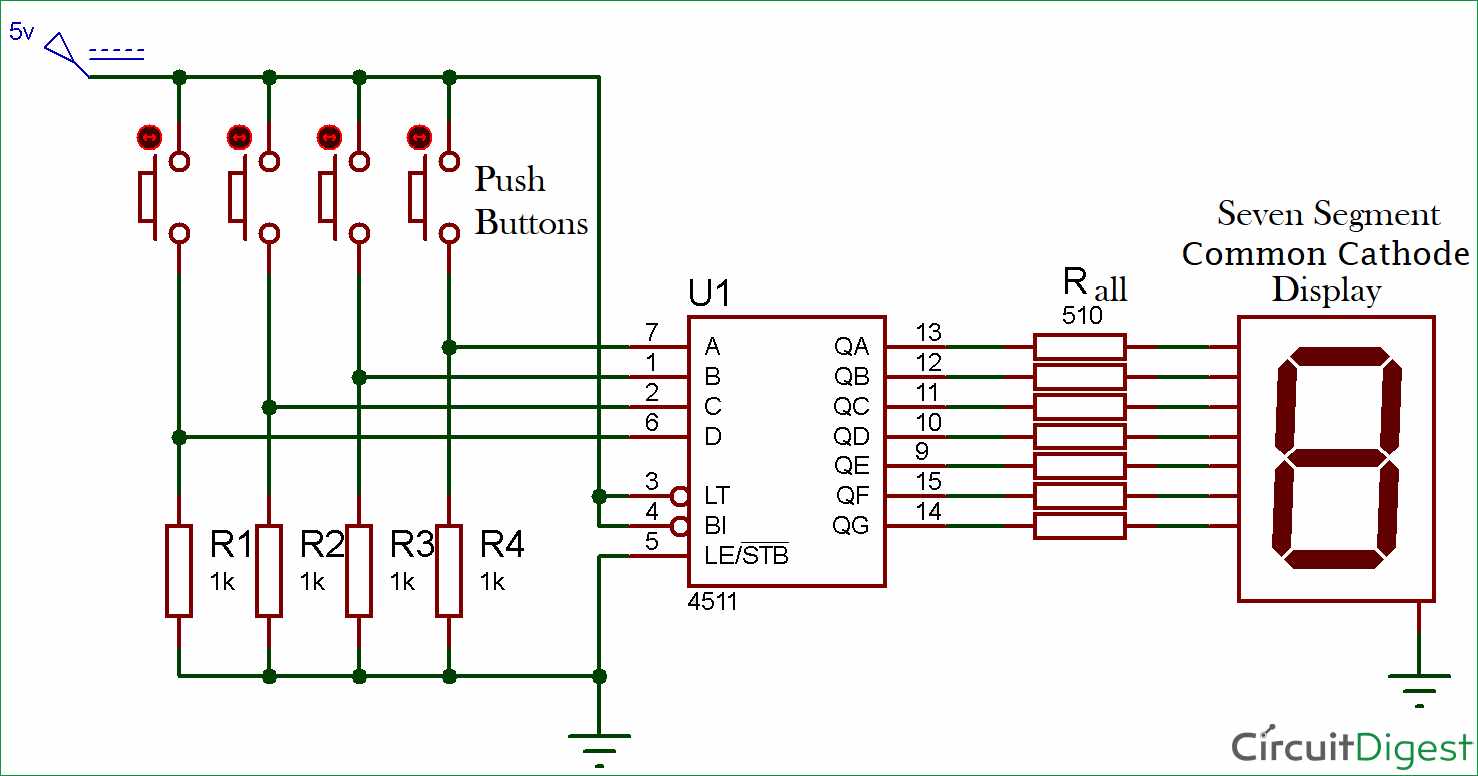 5v
Push
Buttons
Seven Segment
Common Cathode
Display
R all
510
U1
7 A QA 13
1 B QB 12
2 C QC 11
6 D QD 10
QE 9
3 LT QF 15
4 BI QG 14
5 LE/STB
4511
R1 R2 R3 R4
1k 1k 1k 1k
CircuitDigest